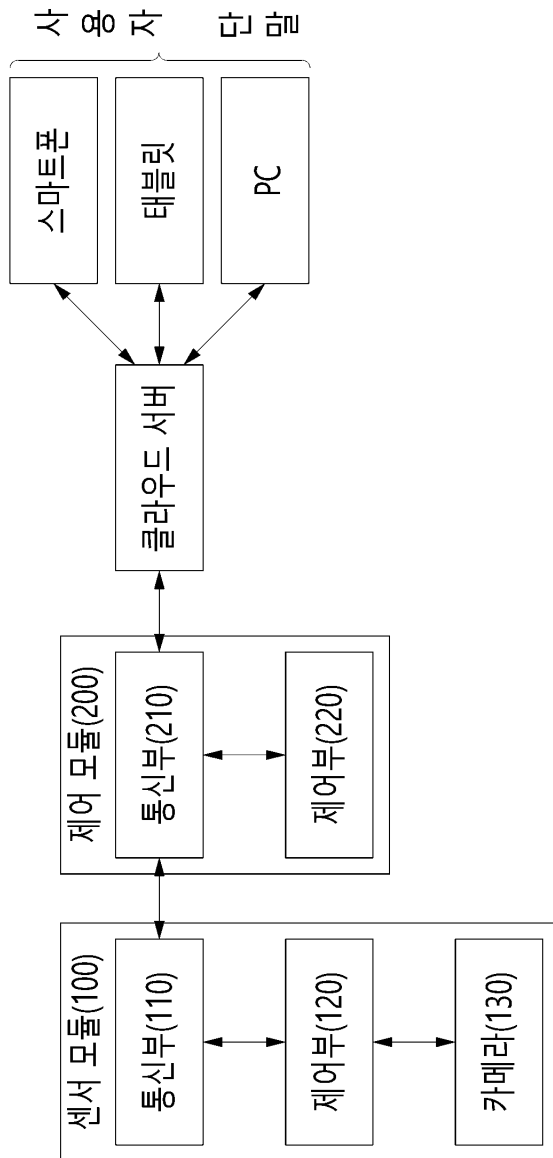 센서 모듈(100)
통신부(110)
제어부(120)
카메라(130)
제어 모듈(200)
통신부(210)
제어부(220)
클라우드 서버
스마트폰
태블릿
PC
사용자 단말